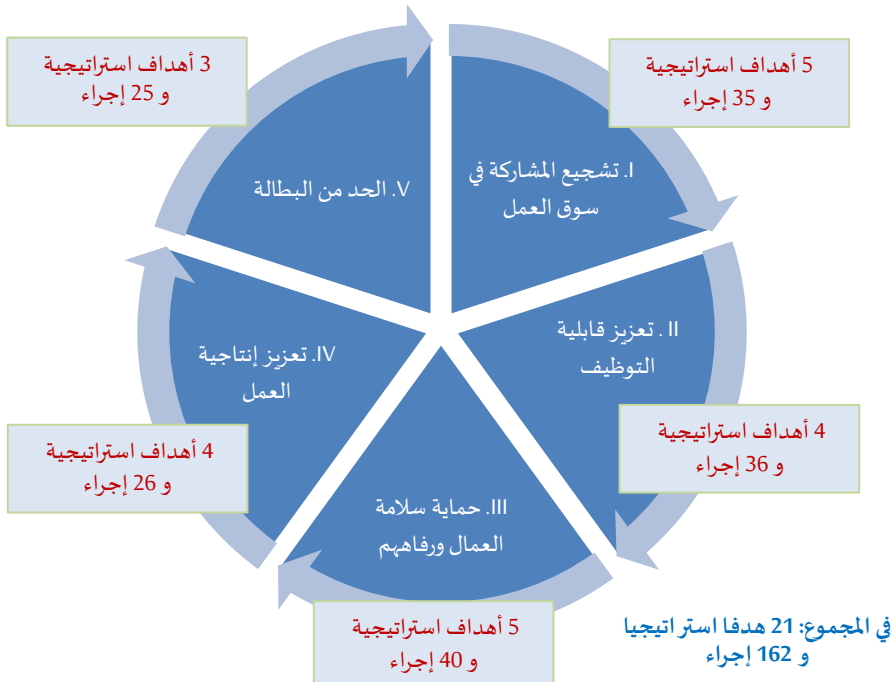 3 أهداف استراتيجية
و 25 إجراء
5 أهداف استراتيجية
و 35 إجراء
I. تشجيع المشاركة في
سوق العمل
V. الحد من البطالة
II . تعزيز قابلية
التوظيف
IV. تعزيز إنتاجية
العمل
4 أهداف استراتيجية
و 36 إجراء
4 أهداف استراتيجية
و 26 إجراء
III. حماية سلامة
العمال ورفاههم
5 أهداف استراتيجية
و 40 إجراء
في المجموع: 21 هدفا استراتيجيا
و 162 إجراء